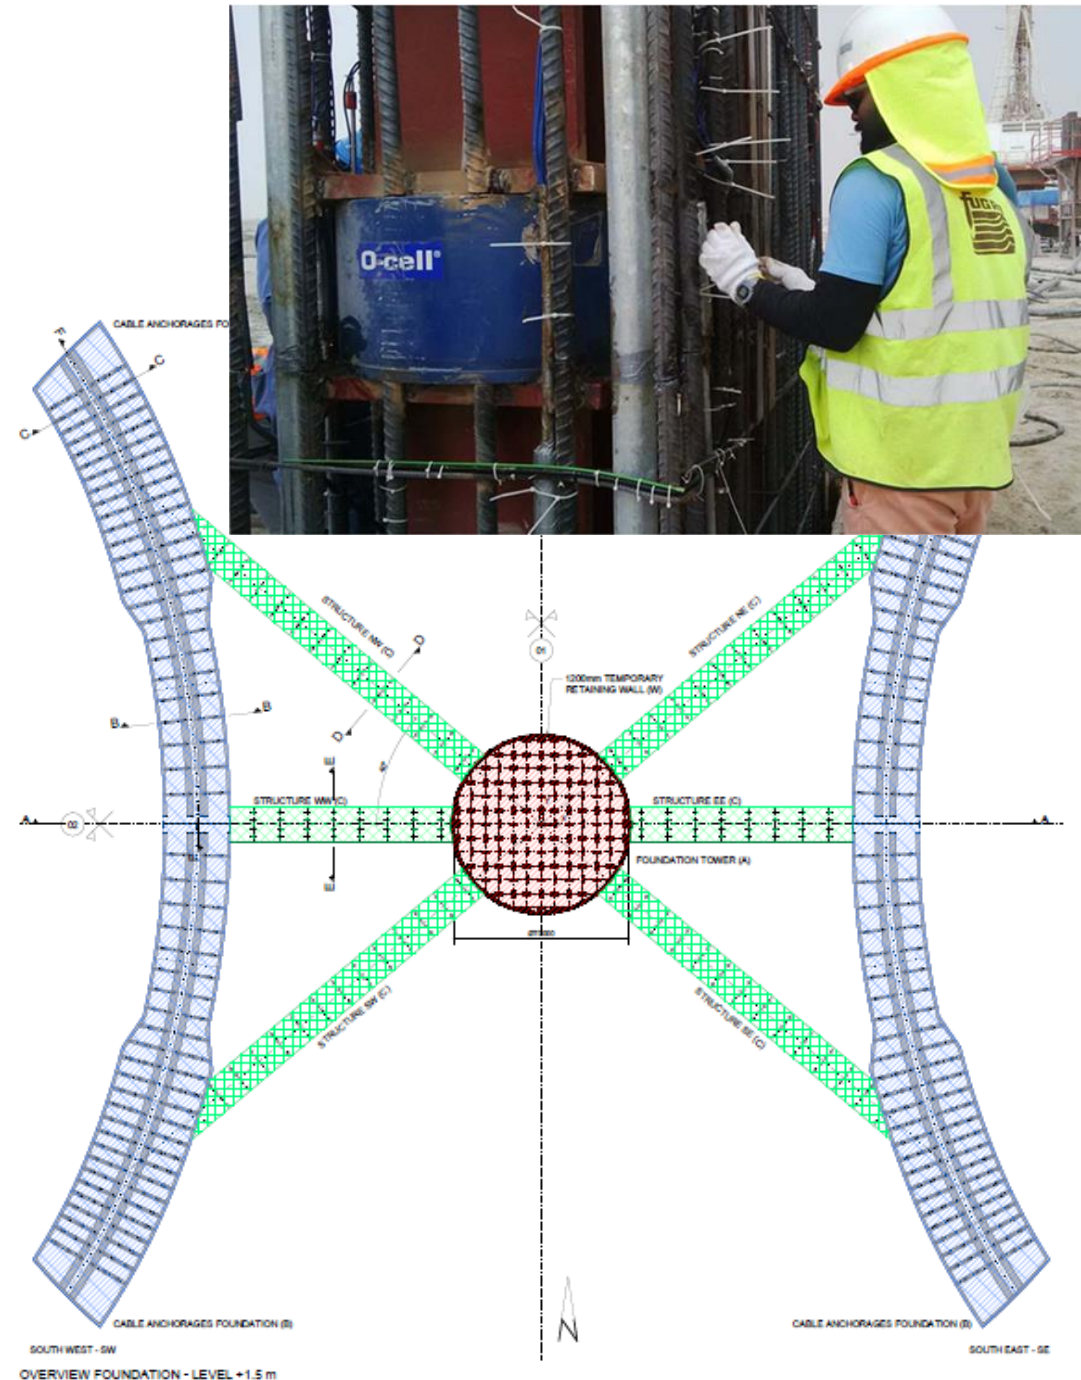 O-cell®
FUGRO
CABLE ANCHORAGES FO
F
C
C
STRUCTURE NW (C)
STRUCTURE NE (C)
D
01
1200mm TEMPORARY
RETAINING WALL (W)
B
B
D
E
STRUCTURE WW (C)
STRUCTURE EE (C)
A
02
A
FOUNDATION TOWER (A)
E
STRUCTURE SW (C)
STRUCTURE SE (C)
N
CABLE ANCHORAGES FOUNDATION (B)
CABLE ANCHORAGES FOUNDATION (B)
SOUTH WEST - SW
SOUTH EAST - SE
OVERVIEW FOUNDATION - LEVEL +1.5 m